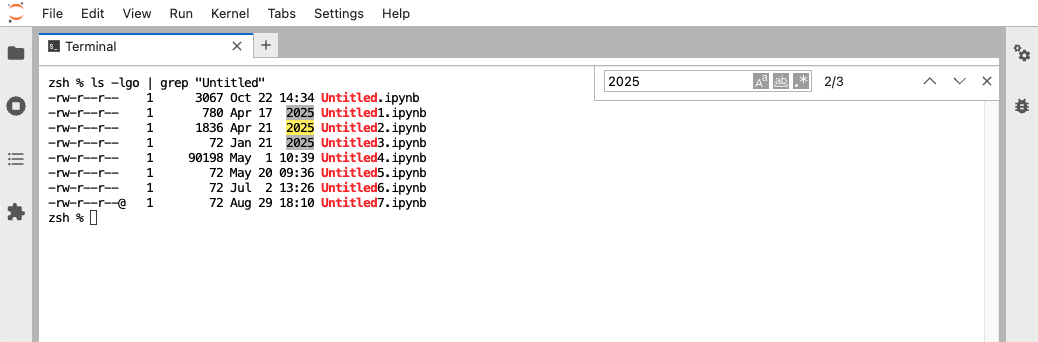 File Edit View Run Kernel Tabs Settings Help
Terminal
zsh % ls -lgo | grep "Untitled"
2025
2/3
-rw-r--r-- 1 3067 Oct 22 14:34 Untitled.ipynb
-rw-r--r-- 1 780 Apr 17 2025 Untitled1.ipynb
-rw-r--r-- 1 1836 Apr 21 2025 Untitled2.ipynb
-rw-r--r-- 1 72 Jan 21 2025 Untitled3.ipynb
-rw-r--r-- 1 90198 May 1 10:39 Untitled4.ipynb
-rw-r--r-- 1 72 May 20 09:36 Untitled5.ipynb
-rw-r--r-- 1 72 Jul 2 13:26 Untitled6.ipynb
-rw-r--r--@ 1 72 Aug 29 18:10 Untitled7.ipynb
zsh %